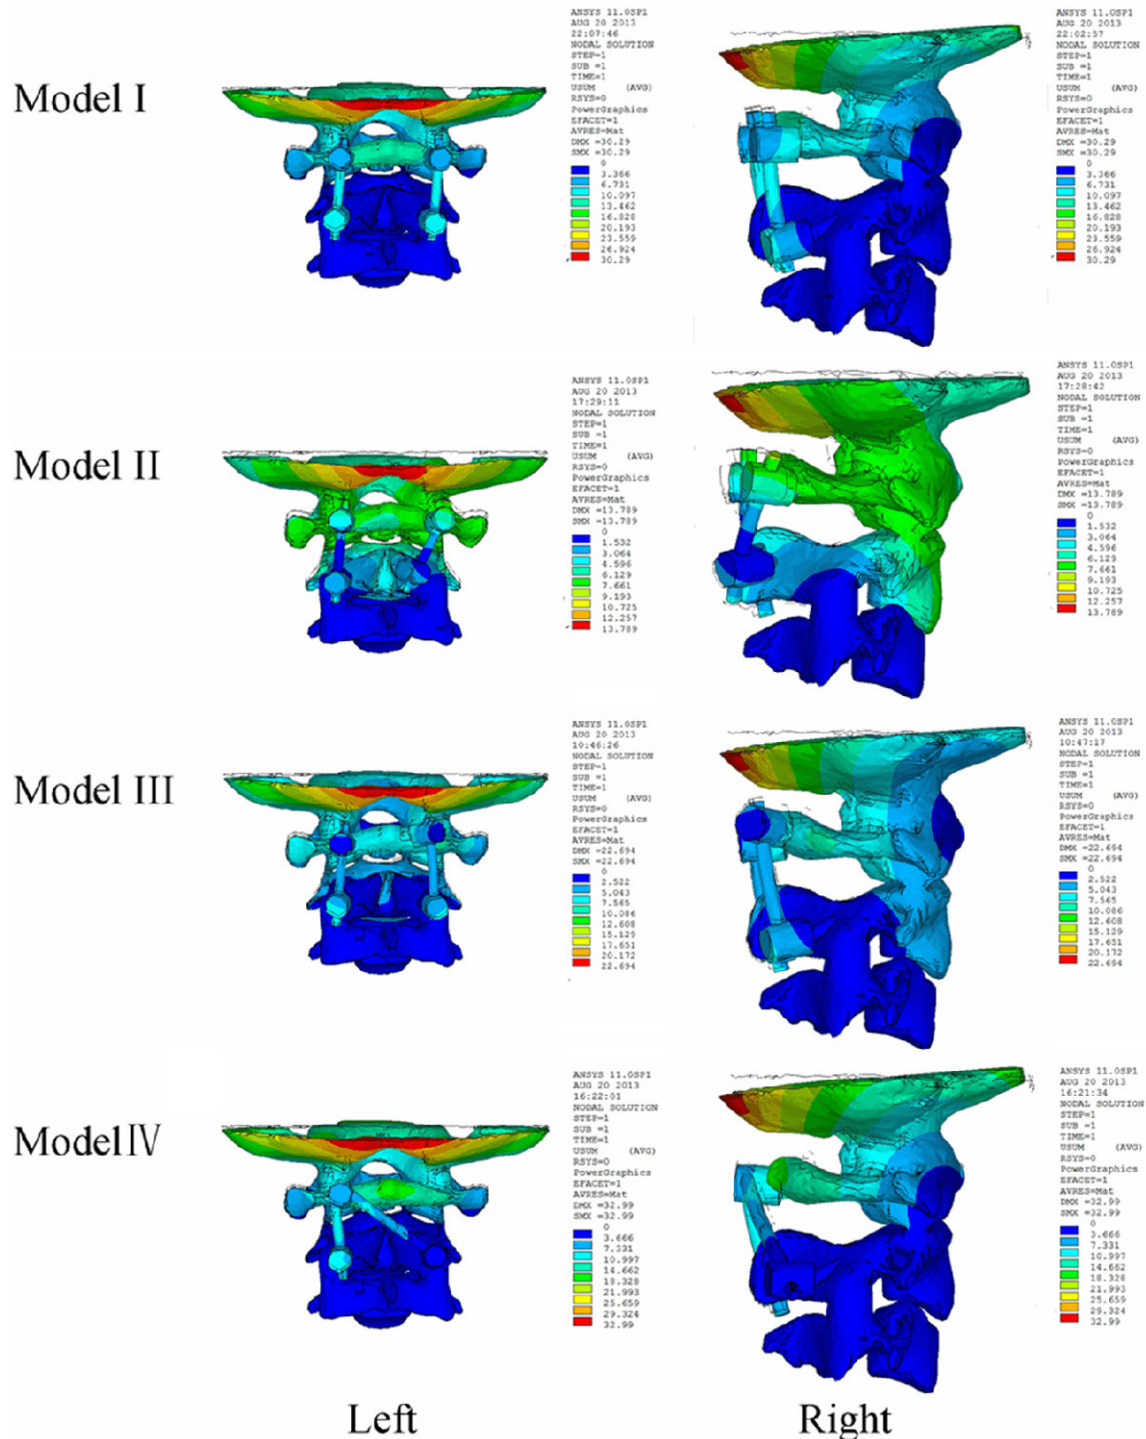 Model I
ANSYS 11.0SP1
AUG 20 2013
22:07:46
NODAL SOLUTION
STEP=1
SUB =1
TIME=1
USUM (AVG)
RSYS=0
PowerGraphics
EFACET=1
AVRES=Mat
DMX =30.29
SMX =30.29
0
3.366
6.731
10.097
13.462
16.828
20.193
23.559
26.924
30.29
ANSYS 11.0SP1
AUG 20 2013
22:02:57
NODAL SOLUTION
STEP=1
SUB =1
TIME=1
USUM (AVG)
RSYS=0
PowerGraphics
EFACET=1
AVRES=Mat
DMX =30.29
SMX =30.29
0
3.366
6.731
10.097
13.462
16.828
20.193
23.559
26.924
30.29
Model II
ANSYS 11.0SP1
AUG 20 2013
17:29:11
NODAL SOLUTION
STEP=1
SUB =1
TIME=1
USUM (AVG)
RSYS=0
PowerGraphics
EFACET=1
AVRES=Mat
DMX =13.789
SMX =13.789
0
1.532
3.064
4.596
6.129
7.661
9.193
10.725
12.257
13.789
ANSYS 11.0SP1
AUG 20 2013
17:28:42
NODAL SOLUTION
STEP=1
SUB =1
TIME=1
USUM (AVG)
RSYS=0
PowerGraphics
EFACET=1
AVRES=Mat
DMX =13.789
SMX =13.789
0
1.532
3.064
4.596
6.129
7.661
9.193
10.725
12.257
13.789
Model III
ANSYS 11.0SP1
AUG 20 2013
10:46:26
NODAL SOLUTION
STEP=1
SUB =1
TIME=1
USUM (AVG)
RSYS=0
PowerGraphics
EFACET=1
AVRES=Mat
DMX =22.694
SMX =22.694
0
2.522
5.043
7.565
10.086
12.608
15.129
17.651
20.172
22.694
ANSYS 11.0SP1
AUG 20 2013
10:47:17
NODAL SOLUTION
STEP=1
SUB =1
TIME=1
USUM (AVG)
RSYS=0
PowerGraphics
EFACET=1
AVRES=Mat
DMX =22.694
SMX =22.694
0
2.522
5.043
7.565
10.086
12.608
15.129
17.651
20.172
22.694
Model IV
ANSYS 11.0SP1
AUG 20 2013
16:22:01
NODAL SOLUTION
STEP=1
SUB =1
TIME=1
USUM (AVG)
RSYS=0
PowerGraphics
EFACET=1
AVRES=Mat
DMX =32.99
SMX =32.99
0
3.666
7.331
10.997
14.662
18.328
21.993
25.659
29.324
32.99
ANSYS 11.0SP1
AUG 20 2013
16:21:34
NODAL SOLUTION
STEP=1
SUB =1
TIME=1
USUM (AVG)
RSYS=0
PowerGraphics
EFACET=1
AVRES=Mat
DMX =32.99
SMX =32.99
0
3.666
7.331
10.997
14.662
18.328
21.993
25.659
29.324
32.99
Left
Right